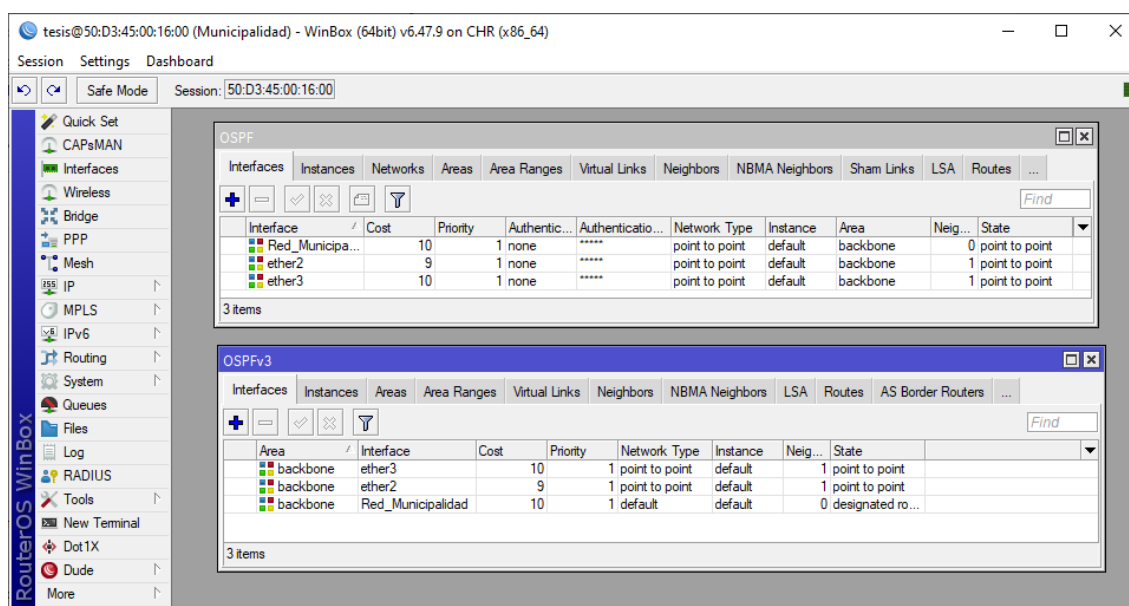 tesis@50:D3:45:00:16:00 (Municipalidad) - WinBox (64bit) v6.47.9 on CHR (x86_64)
Session Settings Dashboard
Safe Mode Session: 50:D3:45:00:16:00
Quick Set
CAPsMAN
Interfaces
Wireless
Bridge
PPP
Mesh
IP
MPLS
IPv6
Routing
System
Queues
Files
Log
RADIUS
Tools
New Terminal
Dot1X
Dude
More
RouterOS WinBox
OSPF
Interfaces Instances Networks Areas Area Ranges Virtual Links Neighbors NBMA Neighbors Sham Links LSA Routes ...
Find
Interface Cost Priority Authentic... Authenticatio... Network Type Instance Area Neig... State
Red_Municipa... 10 1 none ***** point to point default backbone 0 point to point
ether2 9 1 none ***** point to point default backbone 1 point to point
ether3 10 1 none ***** point to point default backbone 1 point to point
3 items
OSPFv3
Interfaces Instances Areas Area Ranges Virtual Links Neighbors NBMA Neighbors LSA Routes AS Border Routers ...
Find
Area Interface Cost Priority Network Type Instance Neig... State
backbone ether3 10 1 point to point default 1 point to point
backbone ether2 9 1 point to point default 1 point to point
backbone Red_Municipalidad 10 1 default default 0 designated ro...
3 items